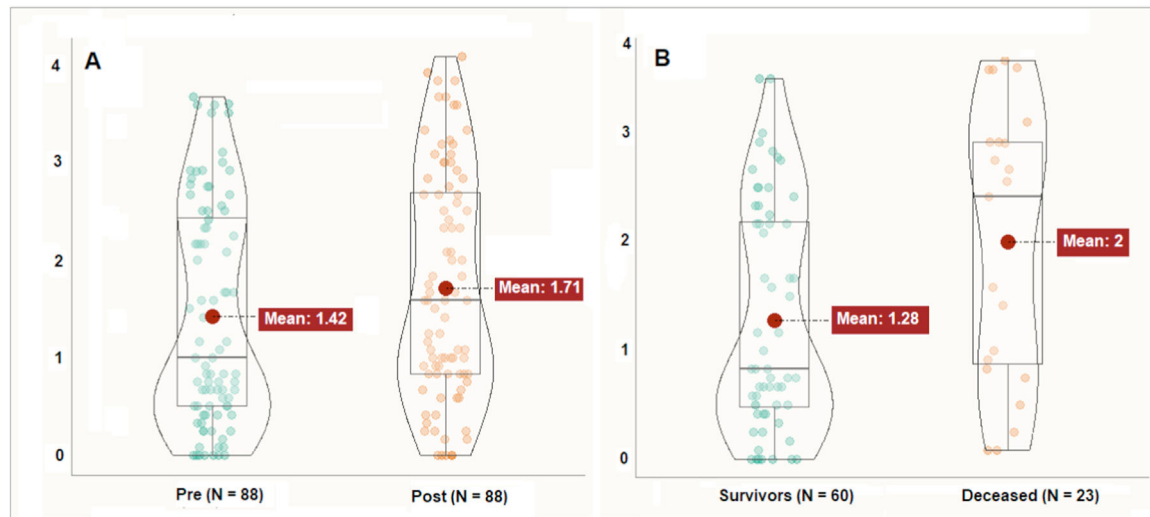 A
4
3
2
1
0
Mean: 1.42
Mean: 1.71
Pre (N = 88)
Post (N = 88)
B
4
3
2
1
0
Mean: 1.28
Mean: 2
Survivors (N = 60)
Deceased (N = 23)